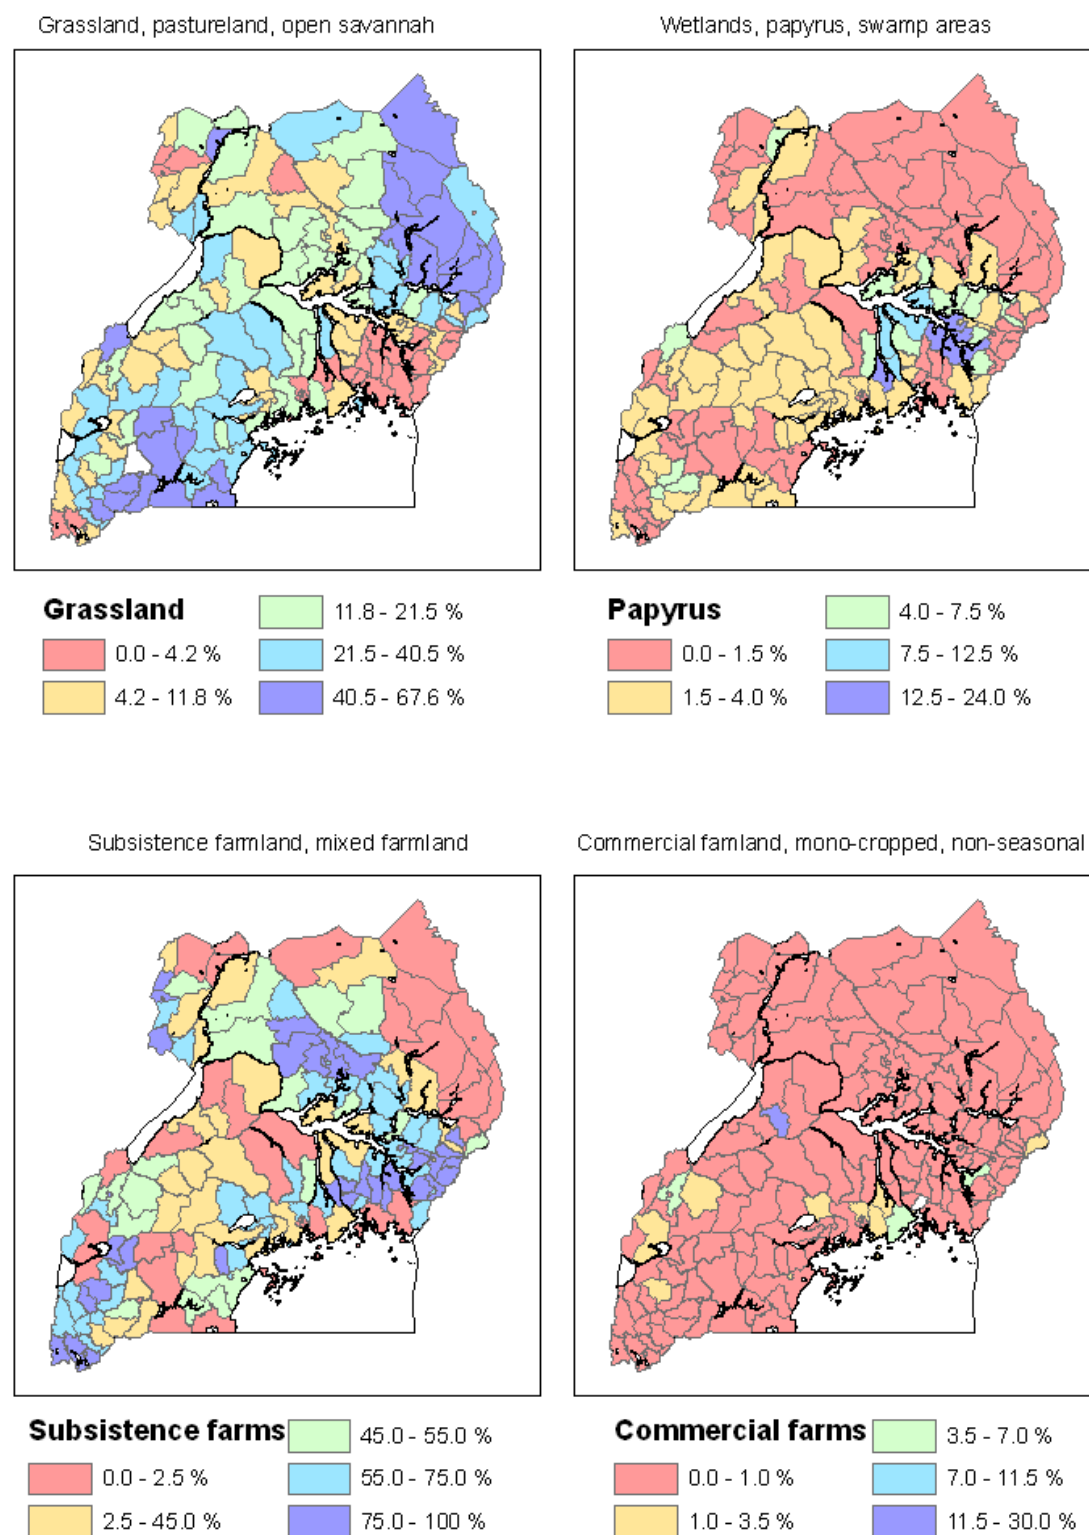 Grassland, pastureland, open savannah
Wetlands, papyrus, swamp areas
Grassland
0.0 - 4.2 %
4.2 - 11.8 %
11.8 - 21.5 %
21.5 - 40.5 %
40.5 - 67.6 %
Papyrus
0.0 - 1.5 %
1.5 - 4.0 %
4.0 - 7.5 %
7.5 - 12.5 %
12.5 - 24.0 %
Subsistence farmland, mixed farmland
Commercial famland, mono-cropped, non-seasonal
Subsistence farms
0.0 - 2.5 %
2.5 - 45.0 %
45.0 - 55.0 %
55.0 - 75.0 %
75.0 - 100 %
Commercial farms
0.0 - 1.0 %
1.0 - 3.5 %
3.5 - 7.0 %
7.0 - 11.5 %
11.5 - 30.0 %